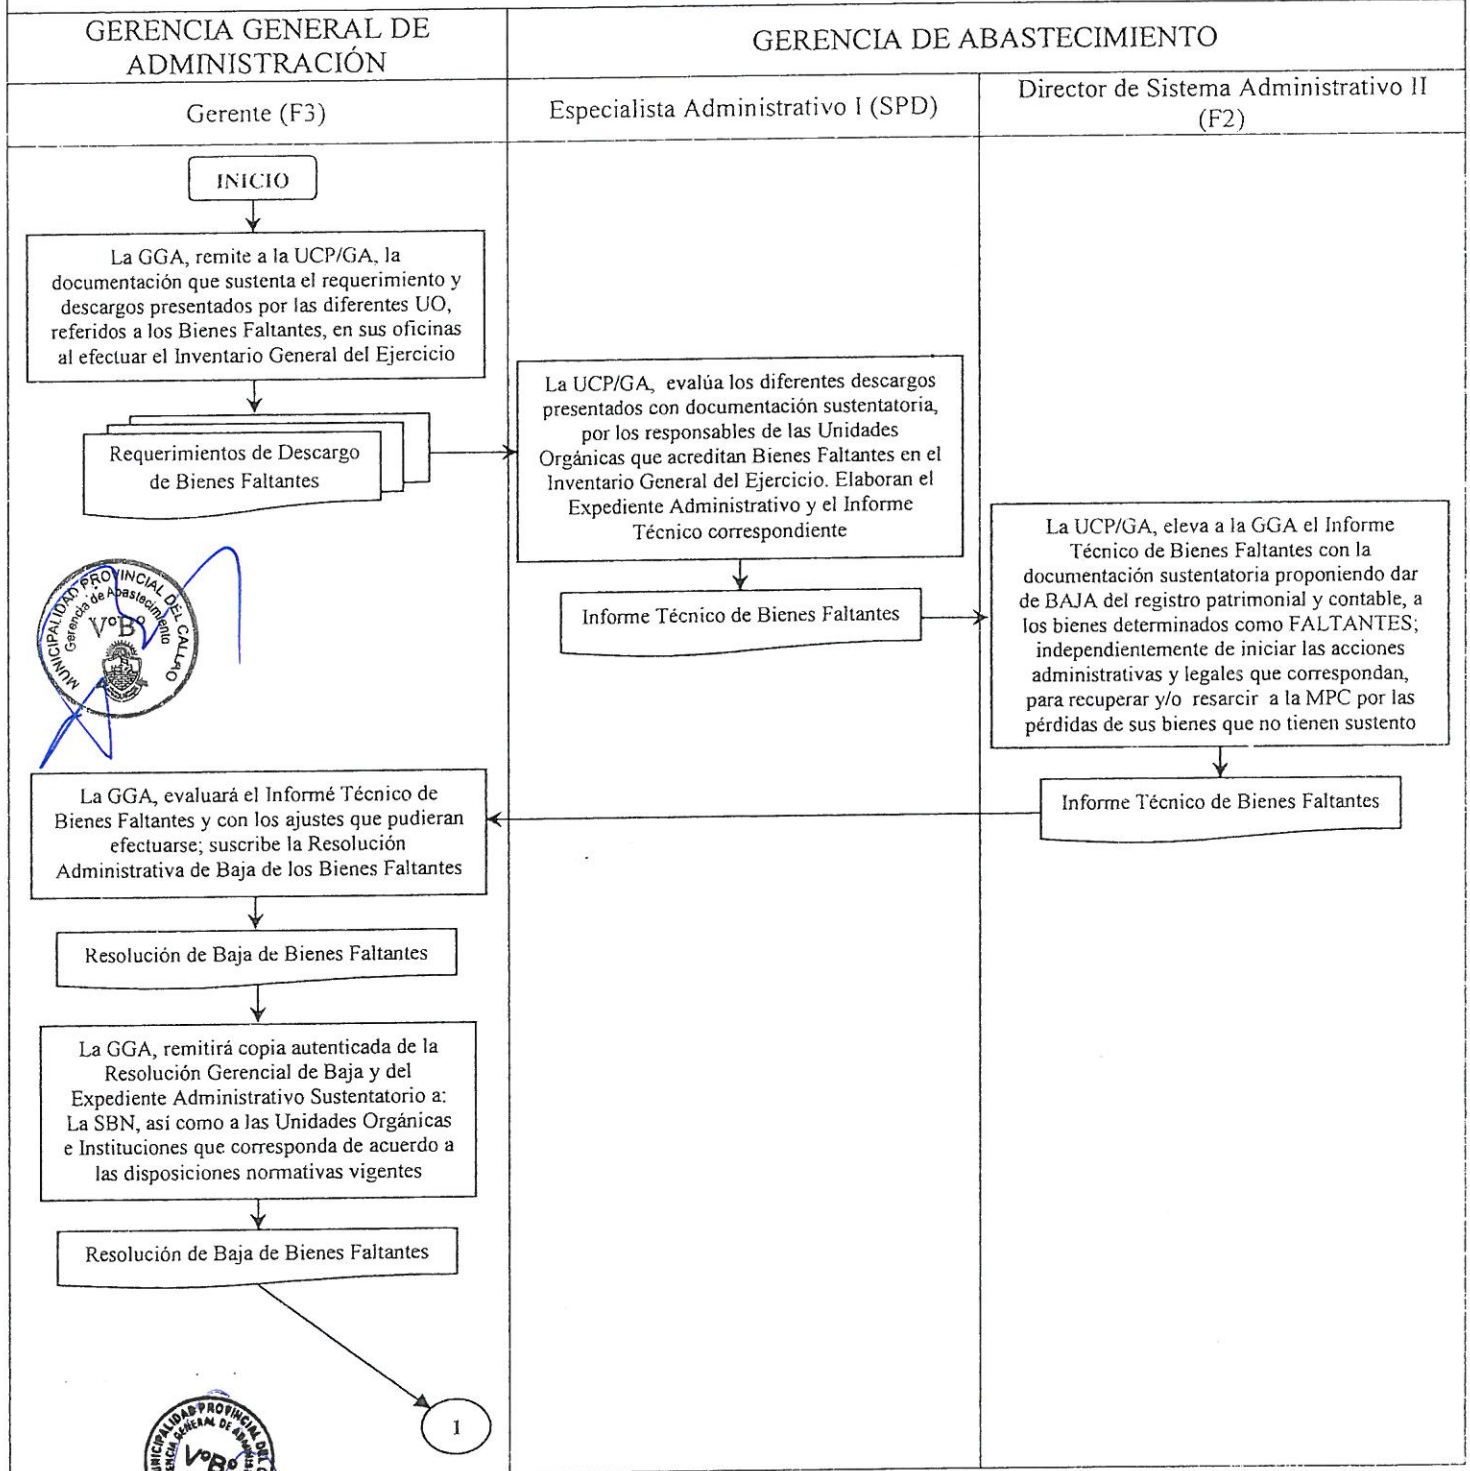 GERENCIA GENERAL DE
ADMINISTRACIÓN
GERENCIA DE ABASTECIMIENTO
Gerente (F3)
Especialista Administrativo I (SPD)
Director de Sistema Administrativo II
(F2)
INICIO
La GGA, remite a la UCP/GA, la
documentación que sustenta el requerimiento y
descargos presentados por las diferentes UO,
referidos a los Bienes Faltantes, en sus oficinas
al efectuar el Inventario General del Ejercicio
Requerimientos de Descargo
de Bienes Faltantes
La UCP/GA, evalúa los diferentes descargos
presentados con documentación sustentatoria,
por los responsables de las Unidades
Orgánicas que acreditan Bienes Faltantes en el
Inventario General del Ejercicio. Elaboran el
Expediente Administrativo y el Informe
Técnico correspondiente
Informe Técnico de Bienes Faltantes
La UCP/GA, eleva a la GGA el Informe
Técnico de Bienes Faltantes con la
documentación sustentatoria proponiendo dar
de BAJA del registro patrimonial y contable, a
los bienes determinados como FALTANTES;
independientemente de iniciar las acciones
administrativas y legales que correspondan,
para recuperar y/o resarcir a la MPC por las
pérdidas de sus bienes que no tienen sustento
Informe Técnico de Bienes Faltantes
MUNICIPALIDAD PROVINCIAL DEL CALLAO
Gerencia de Abastecimiento
VºBº
La GGA, evaluará el Informé Técnico de
Bienes Faltantes y con los ajustes que pudieran
efectuarse; suscribe la Resolución
Administrativa de Baja de los Bienes Faltantes
Resolución de Baja de Bienes Faltantes
La GGA, remitirá copia autenticada de la
Resolución Gerencial de Baja y del
Expediente Administrativo Sustentatorio a:
La SBN, así como a las Unidades Orgánicas
e Instituciones que corresponda de acuerdo a
las disposiciones normativas vigentes
Resolución de Baja de Bienes Faltantes
1
PROVINCIAL DEL
GENERAL DE
VºBº